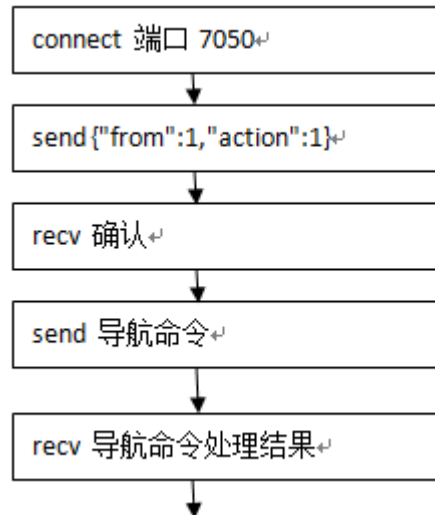 connect 端口 7050
send {"from":1,"action":1}
recv 确认
send 导航命令
recv 导航命令处理结果